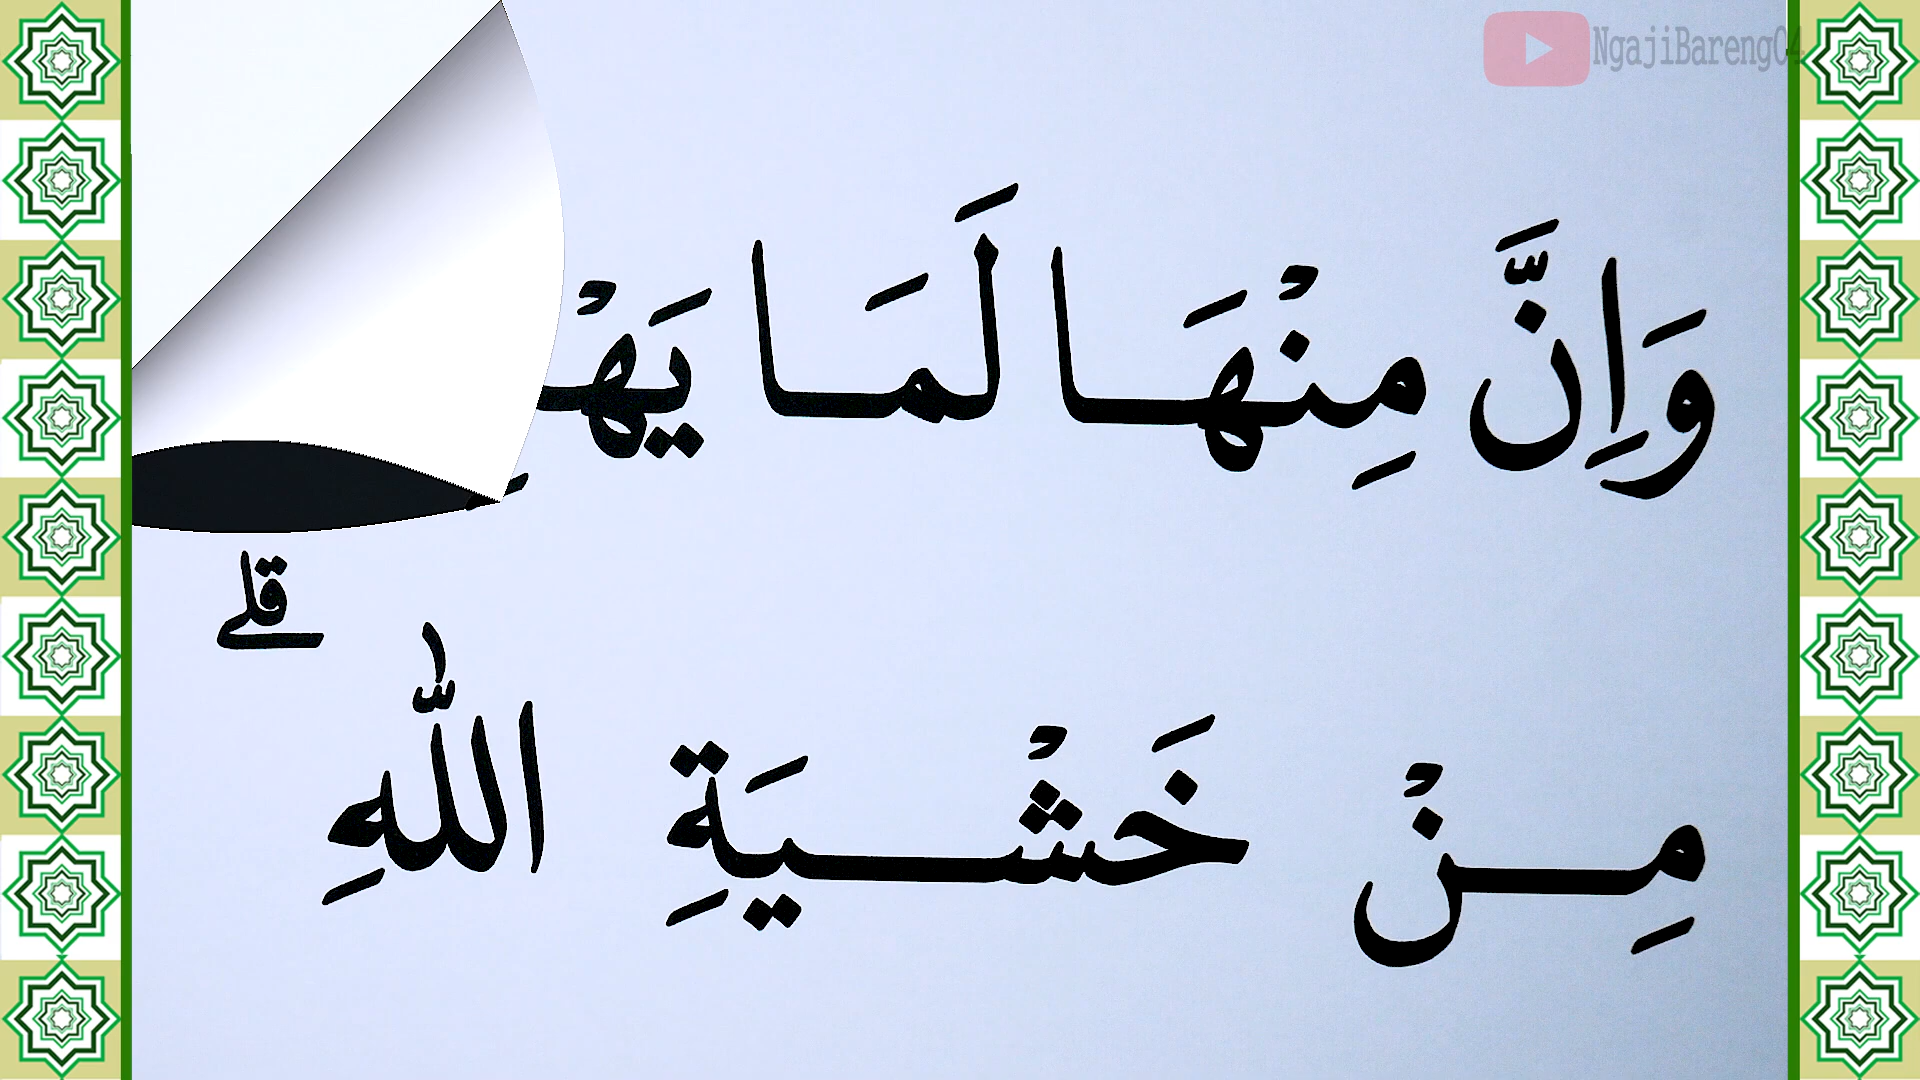 NgajiBareng04
وَاِنَّ مِنْهَا لَمَا
قلے
مِنْ خَشْيَةِ اللّٰهِ